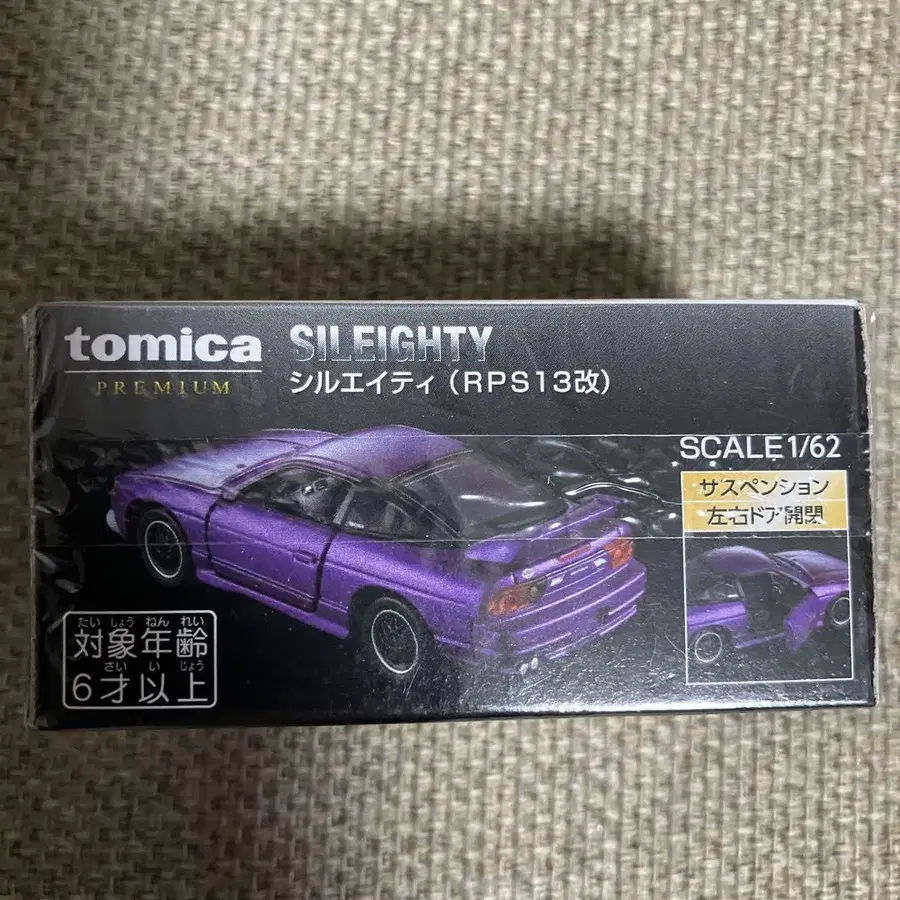 tomica
PREMIUM
SILEIGHTY
シルエイティ（RPS13改）
SCALE1/62
サスペンション
左右ドア開閉
たいしょうねんれい
対象年齢
さいいじょう
6才以上